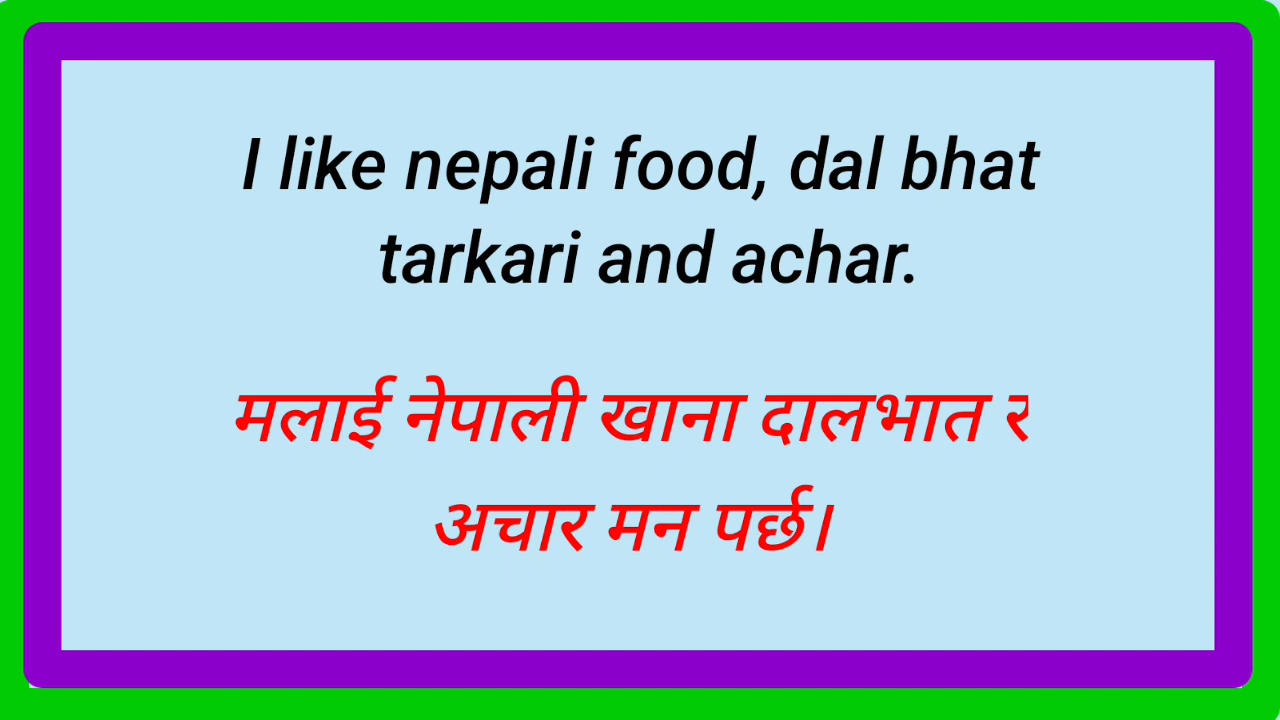 I like nepali food, dal bhat
tarkari and achar.
मलाई नेपाली खाना दालभात र
अचार मन पर्छ।